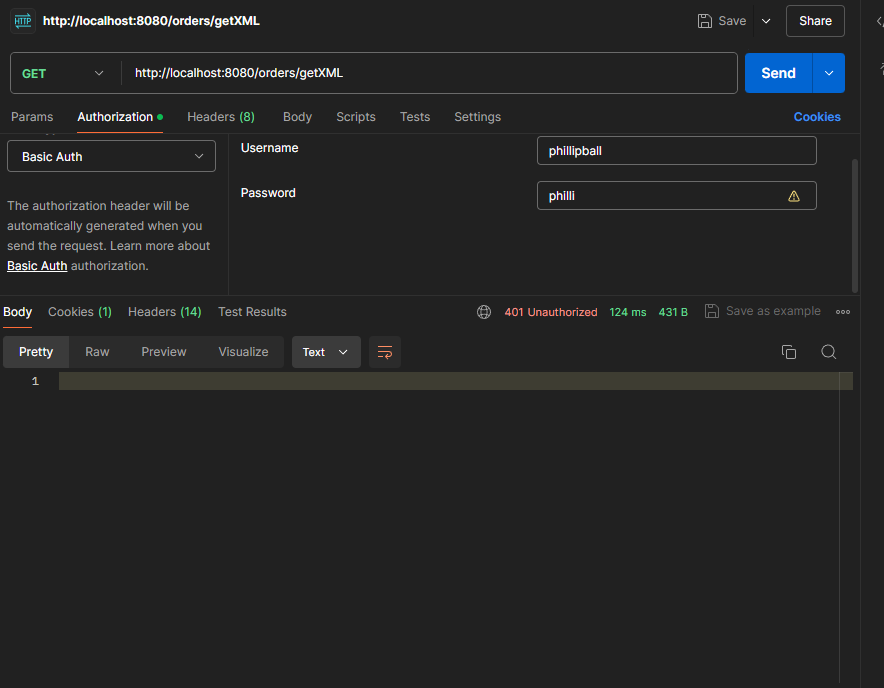 HTTP http://localhost:8080/orders/getXML Save Share
GET http://localhost:8080/orders/getXML Send
Params Authorization Headers (8) Body Scripts Tests Settings Cookies
Basic Auth
Username phillipball
Password philli
The authorization header will be
automatically generated when you
send the request. Learn more about
Basic Auth authorization.
Body Cookies (1) Headers (14) Test Results 401 Unauthorized 124 ms 431 B Save as example
Pretty Raw Preview Visualize Text
1